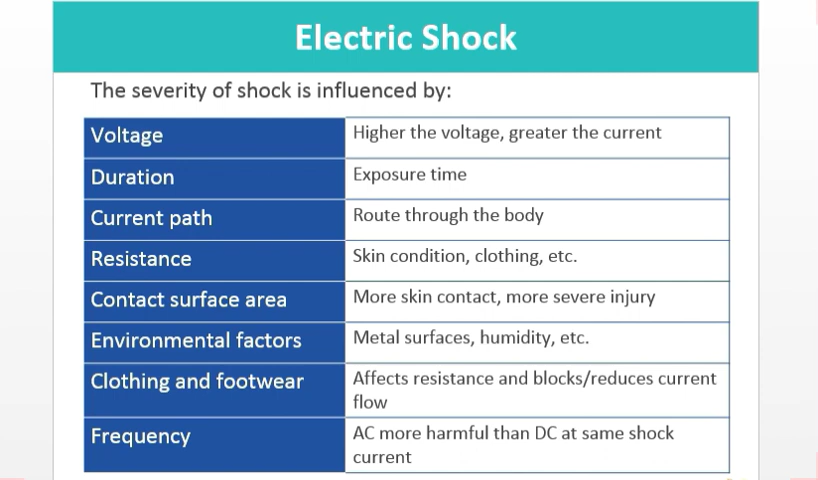 Electric Shock
The severity of shock is influenced by:
Voltage
Higher the voltage, greater the current
Duration
Exposure time
Current path
Route through the body
Resistance
Skin condition, clothing, etc.
Contact surface area
More skin contact, more severe injury
Environmental factors
Metal surfaces, humidity, etc.
Clothing and footwear
Affects resistance and blocks/reduces current
flow
Frequency
AC more harmful than DC at same shock
current